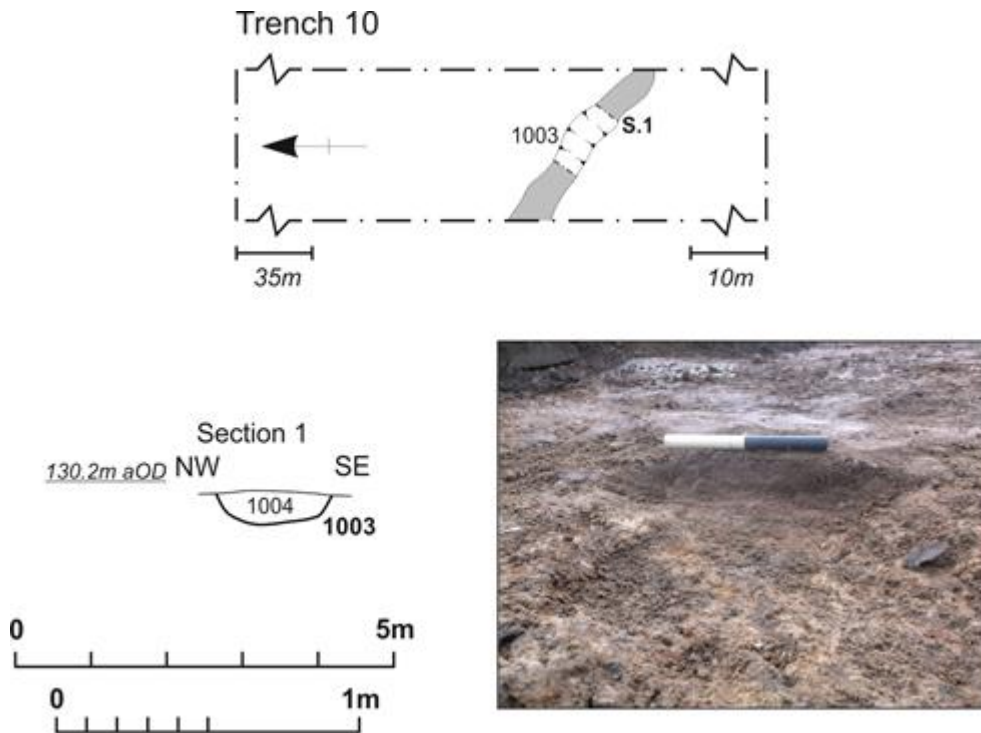 Trench 10
1003
S.1
35m
10m
Section 1
130.2m aOD NW SE
1004
1003
0 5m
0 1m